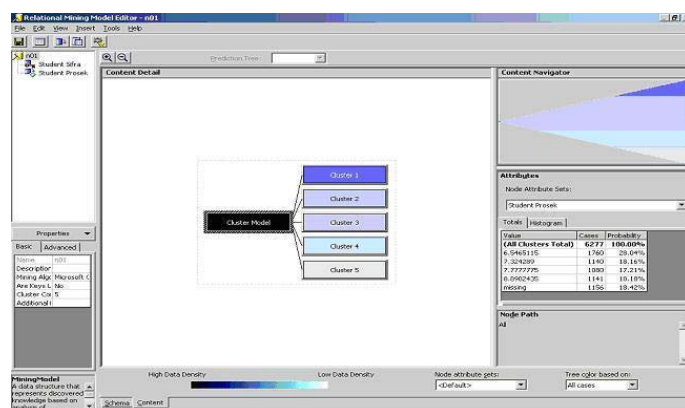 Relational Mining Model Editor - n01
File Edit View Insert Tools Help
Prediction Tree:
n01
Student Sifra
Student Prosek
Content Detail
Cluster Model
Cluster 1
Cluster 2
Cluster 3
Cluster 4
Cluster 5
Content Navigator
Attributes
Node Attribute Sets:
Student Prosek
Totals Histogram
Value Cases Probability
(All Clusters Total) 6277 100.00%
6.5465115 1760 28.04%
7.324289 1140 18.16%
7.7777775 1080 17.21%
1141 18.18%
missing 1156 18.42%
Node Path
All
Properties
Basic Advanced
Name n01
Description
Mining Algo Microsoft C
Are Keys L No
Cluster Co 5
Additional
MiningModel
A data structure that
represents discovered
knowledge based on
analysis of
High Data Density Low Data Density
Node attribute sets:
<Default>
Tree color based on:
All cases
Schema Content